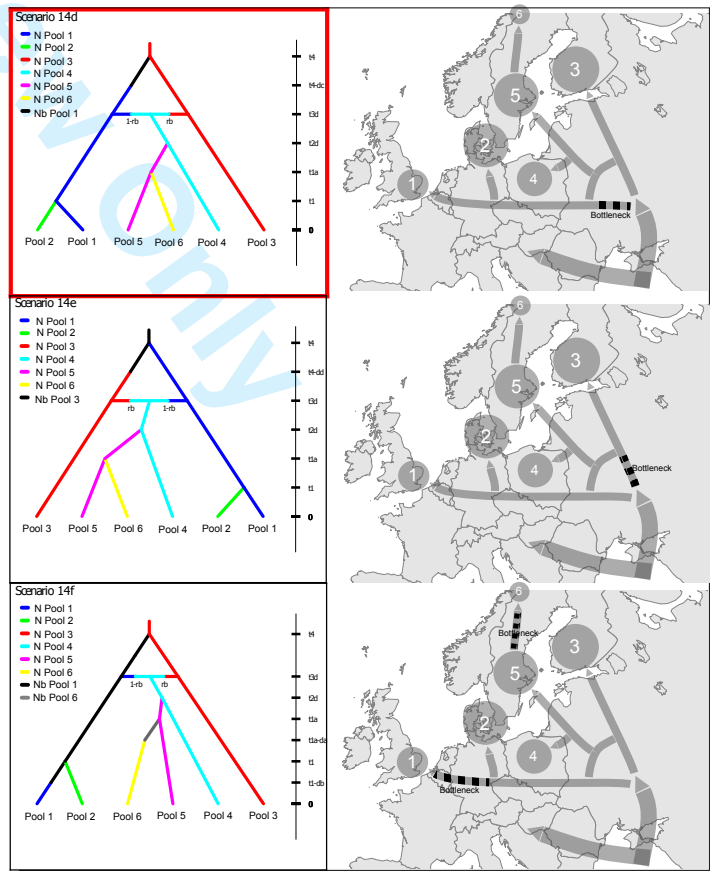 Scenario 14d
N Pool 1
N Pool 2
N Pool 3
N Pool 4
N Pool 5
N Pool 6
Nb Pool 1
t4
t4-dc
t3d
t2d
t1a
t1
0
1-rb
rb
Pool 2
Pool 1
Pool 5
Pool 6
Pool 4
Pool 3
6
3
5
2
4
1
Bottleneck
Scenario 14e
N Pool 1
N Pool 2
N Pool 3
N Pool 4
N Pool 5
N Pool 6
Nb Pool 3
t4
t4-dd
t3d
t2d
t1a
t1
0
rb
1-rb
Pool 3
Pool 5
Pool 6
Pool 4
Pool 2
Pool 1
6
3
5
2
4
1
Bottleneck
Scenario 14f
N Pool 1
N Pool 2
N Pool 3
N Pool 4
N Pool 5
N Pool 6
Nb Pool 1
Nb Pool 6
t4
t3d
t2d
t1a
t1a-da
t1
t1-db
0
1-rb
rb
Pool 1
Pool 2
Pool 6
Pool 5
Pool 4
Pool 3
6
Bottleneck
3
5
2
4
1
Bottleneck
w Only